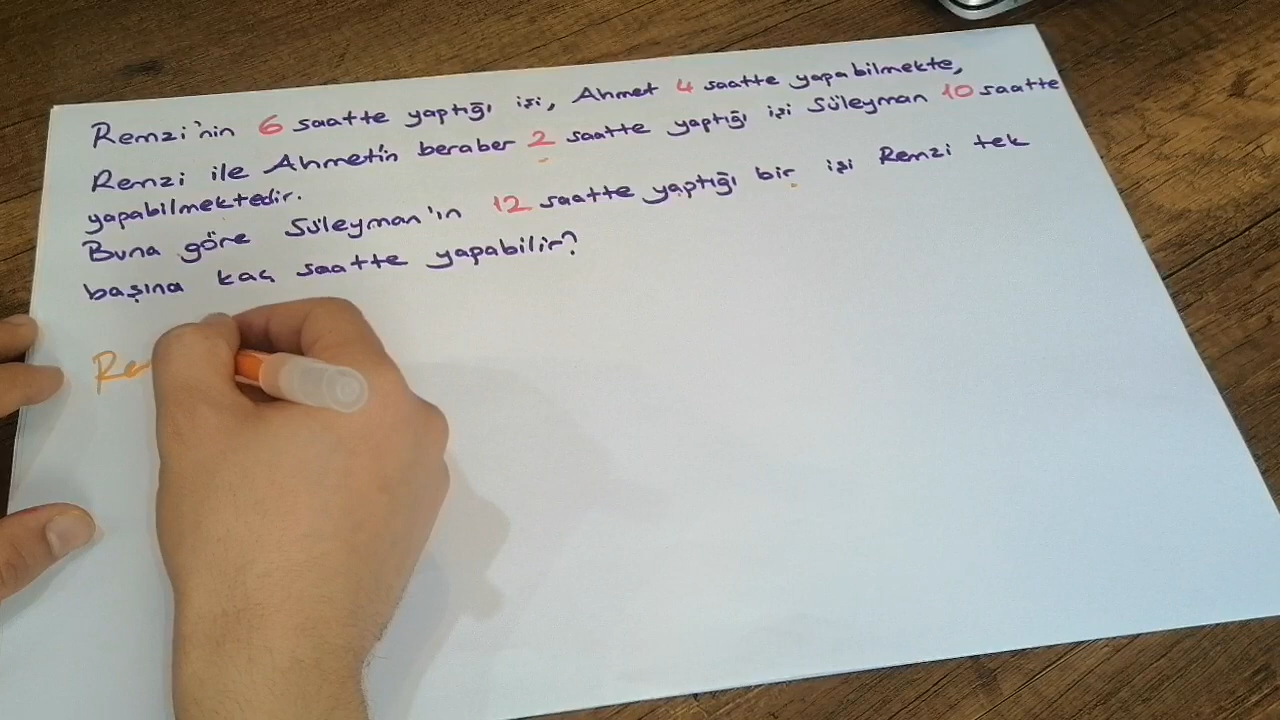 Remzi'nin 6 saatte yaptığı işi, Ahmet 4 saatte yapabilmekte,
Remzi ile Ahmet'in beraber 2 saatte yaptığı işi Süleyman 10 saatte
yapabilmektedir.
Buna göre Süleyman'ın 12 saatte yaptığı bir işi Remzi tek
başına kaç saatte yapabilir?
Re